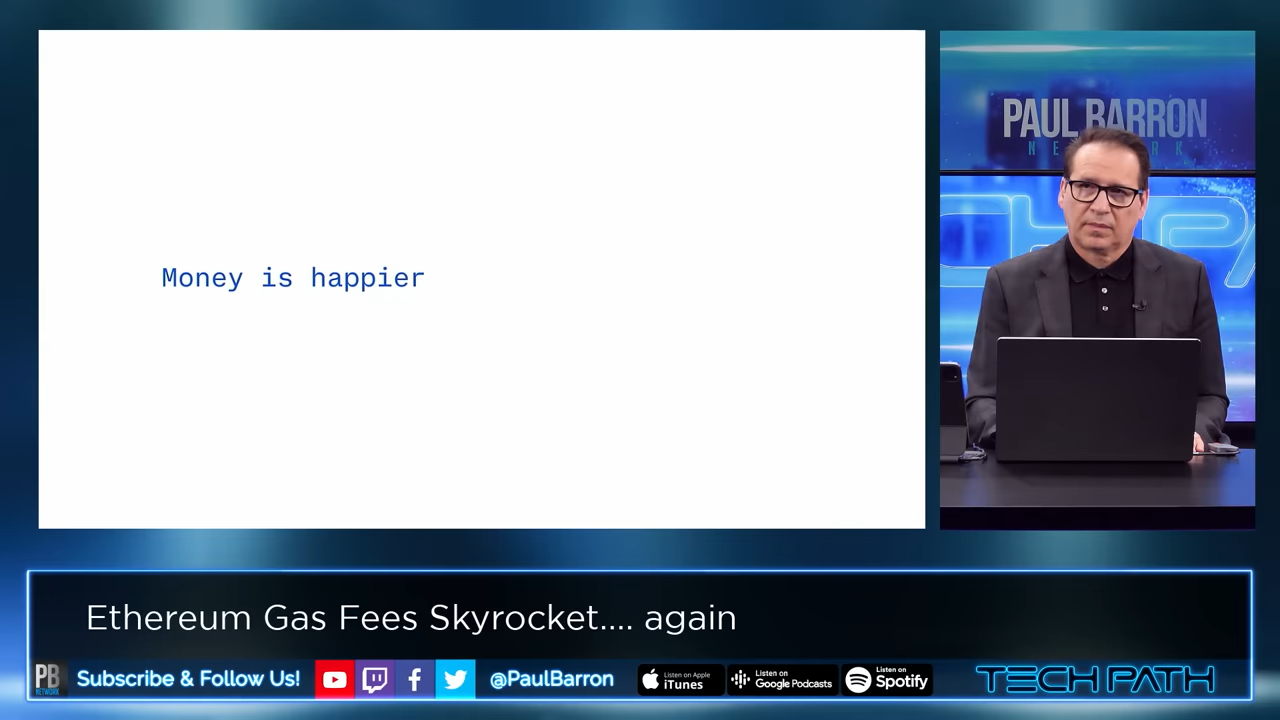 Money is happier
PAUL BARRON
Ethereum Gas Fees Skyrocket.... again
PB
NETWORK
Subscribe & Follow Us!
@PaulBarron
Listen on Apple
iTunes
Listen on
Google Podcasts
Listen on
Spotify
TECH PATH